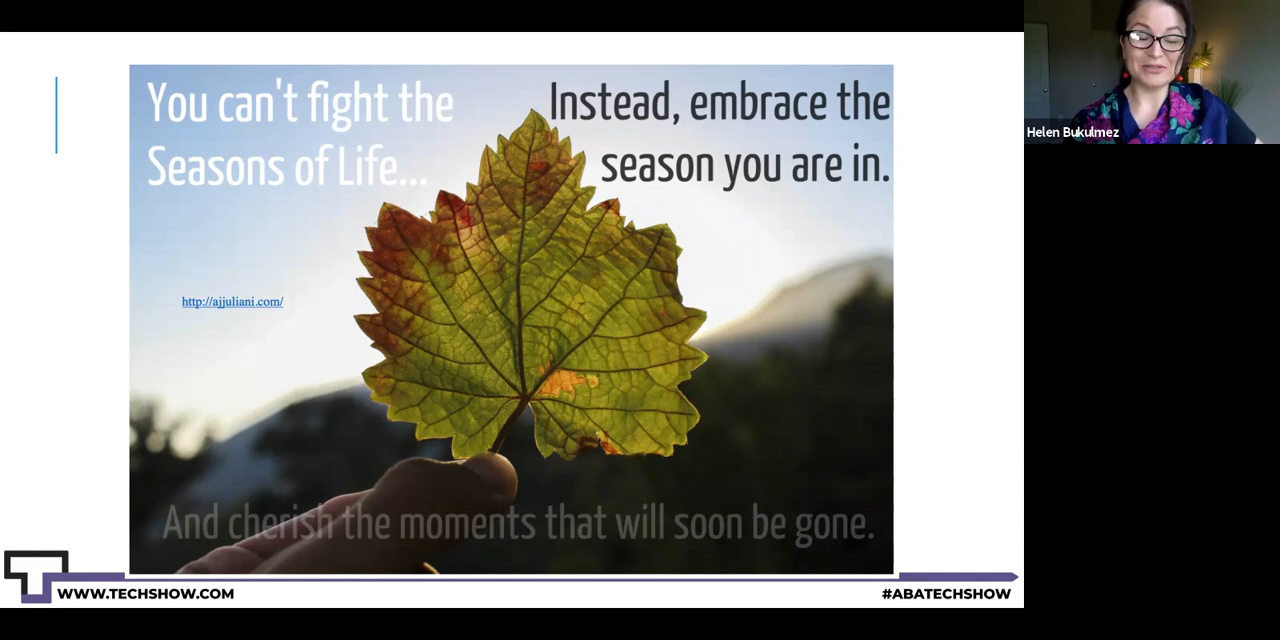 You can't fight the
Seasons of Life...
Instead, embrace the
season you are in.
http://ajjuliani.com/
And cherish the moments that will soon be gone.
WWW.TECHSHOW.COM
#ABATECHSHOW
Helen Bukulmez